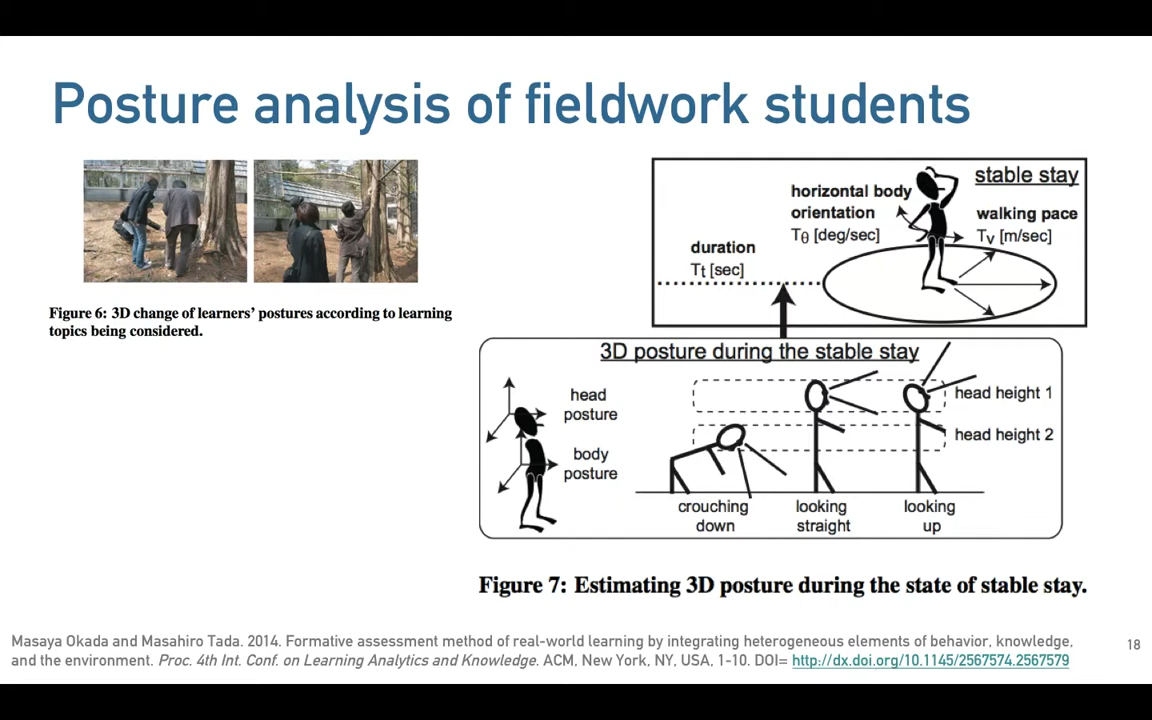 Posture analysis of fieldwork students
Figure 6: 3D change of learners' postures according to learning
topics being considered.
stable stay
horizontal body
orientation
Tθ [deg/sec]
walking pace
Tv [m/sec]
duration
Tt [sec]
3D posture during the stable stay
head
posture
body
posture
head height 1
head height 2
crouching
down
looking
straight
looking
up
Figure 7: Estimating 3D posture during the state of stable stay.
Masaya Okada and Masahiro Tada. 2014. Formative assessment method of real-world learning by integrating heterogeneous elements of behavior, knowledge,
and the environment. Proc. 4th Int. Conf. on Learning Analytics and Knowledge. ACM, New York, NY, USA, 1-10. DOI= http://dx.doi.org/10.1145/2567574.2567579
18